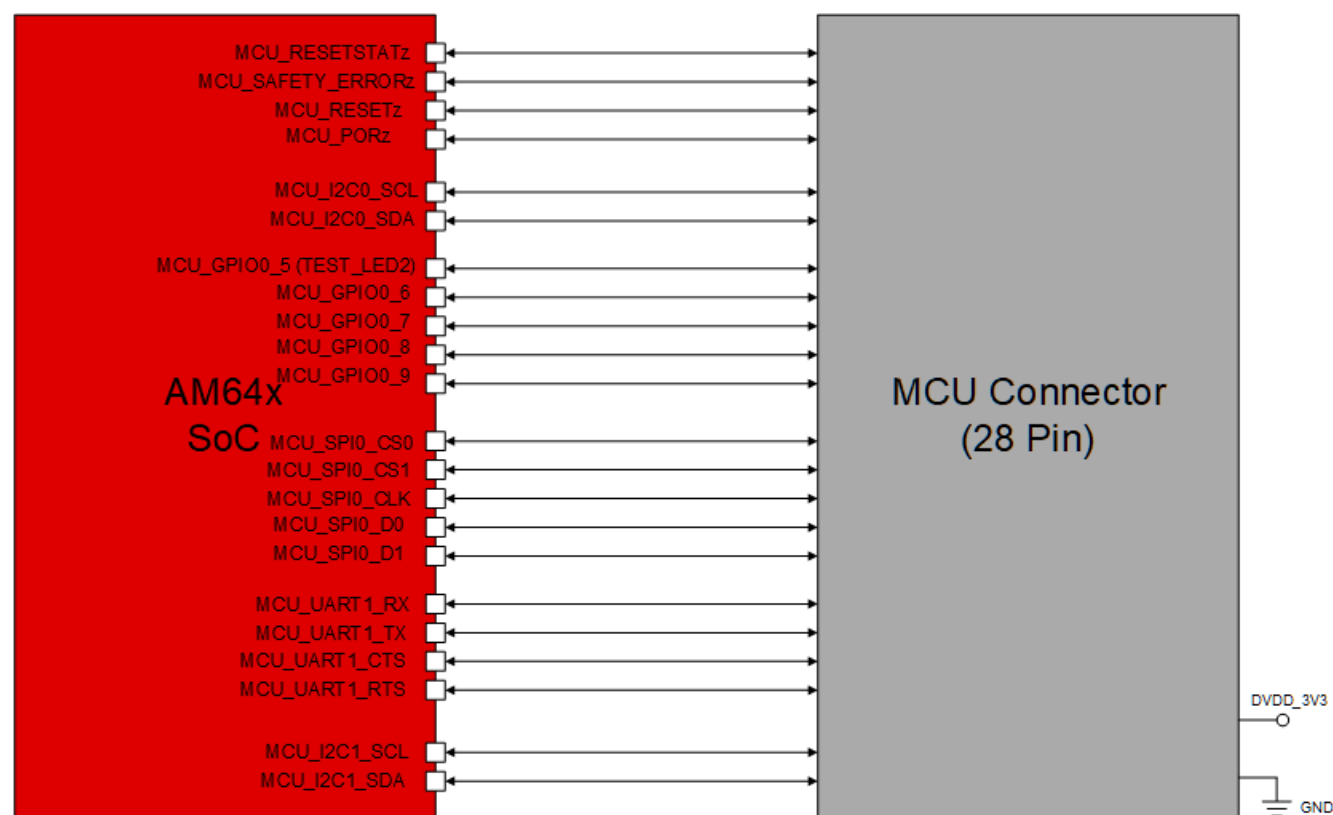 MCU_RESETSTATz
MCU_SAFETY_ERRORz
MCU_RESETz
MCU_PORz
MCU_I2C0_SCL
MCU_I2C0_SDA
MCU_GPIO0_5 (TEST_LED2)
MCU_GPIO0_6
MCU_GPIO0_7
MCU_GPIO0_8
MCU_GPIO0_9
AM64x
SoC
MCU_SPI0_CS0
MCU_SPI0_CS1
MCU_SPI0_CLK
MCU_SPI0_D0
MCU_SPI0_D1
MCU_UART1_RX
MCU_UART1_TX
MCU_UART1_CTS
MCU_UART1_RTS
MCU_I2C1_SCL
MCU_I2C1_SDA
MCU Connector
(28 Pin)
DVDD_3V3
GND